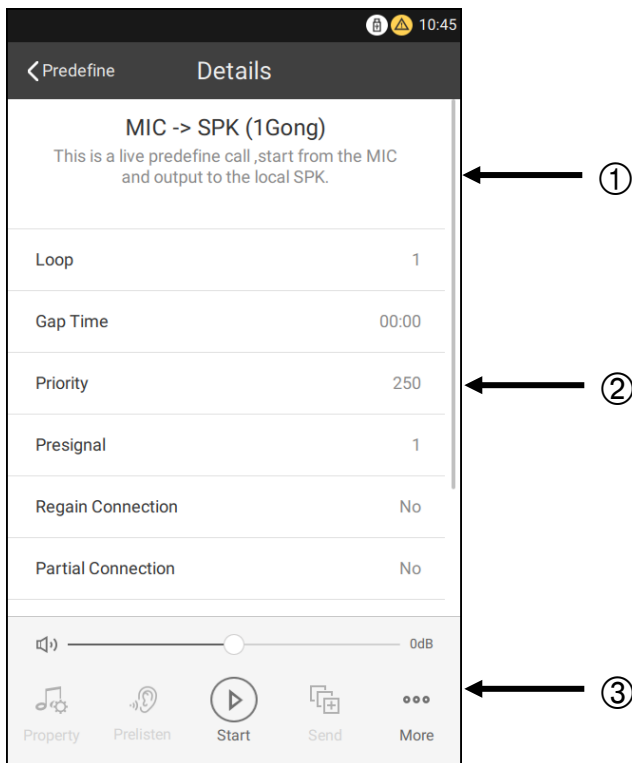 10:45
Predefine Details
MIC -> SPK (1Gong)
This is a live predefine call ,start from the MIC
and output to the local SPK.
①
Loop 1
Gap Time 00:00
Priority 250
②
Presignal 1
Regain Connection No
Partial Connection No
0dB
③
Property Prelisten Start Send More